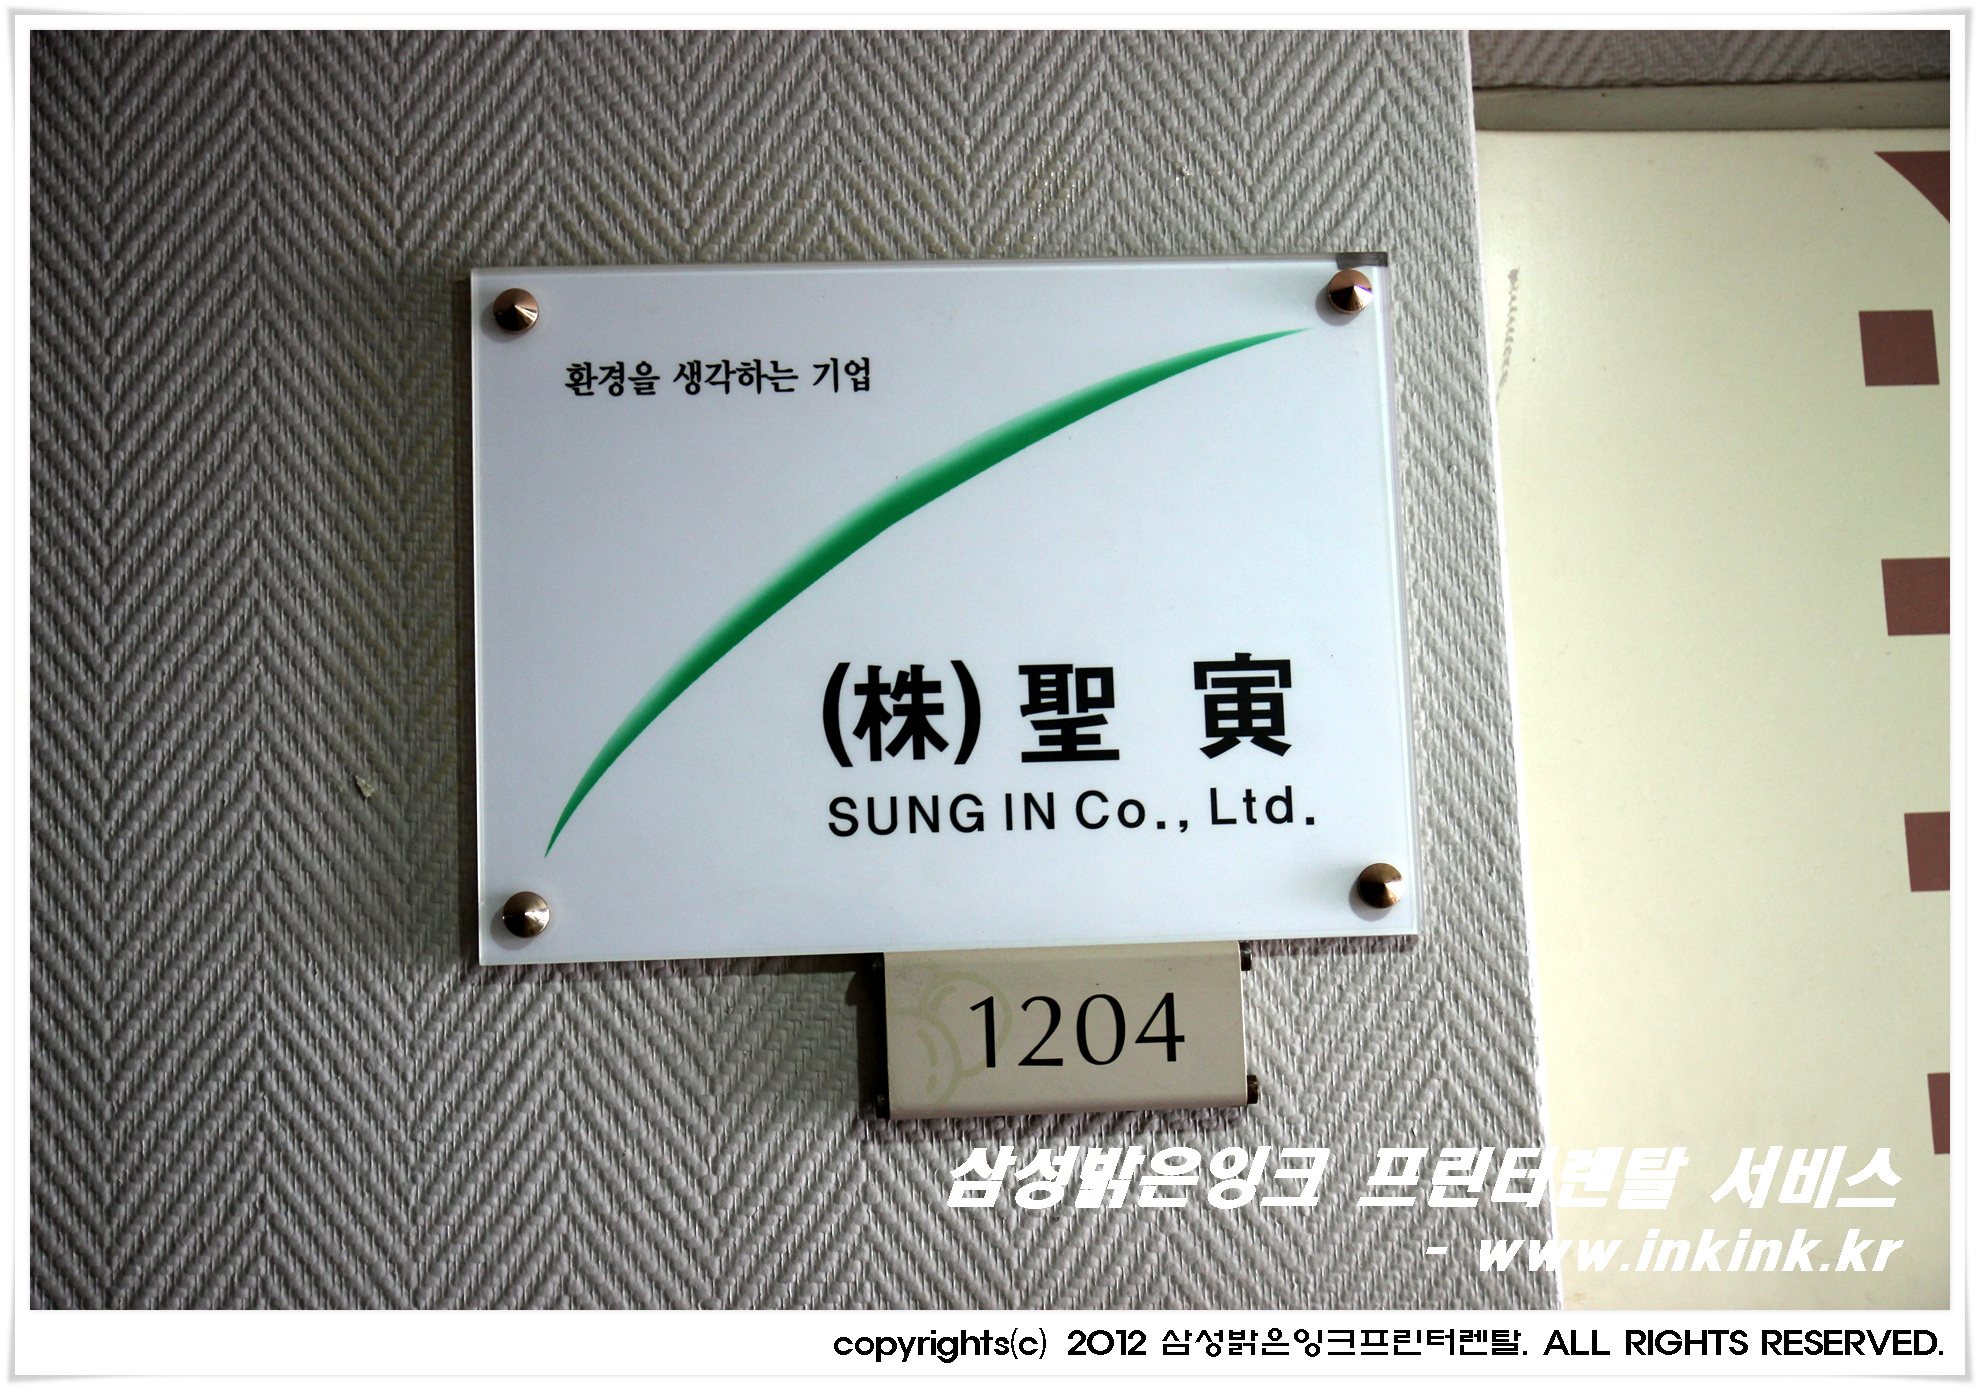 환경을 생각하는 기업
(株) 聖 寅
SUNG IN Co., Ltd.
1204
삼성밝은잉크 프린터렌탈 서비스
- www.inkink.kr
copyrights(c) 2012 삼성밝은잉크프린터렌탈. ALL RIGHTS RESERVED.